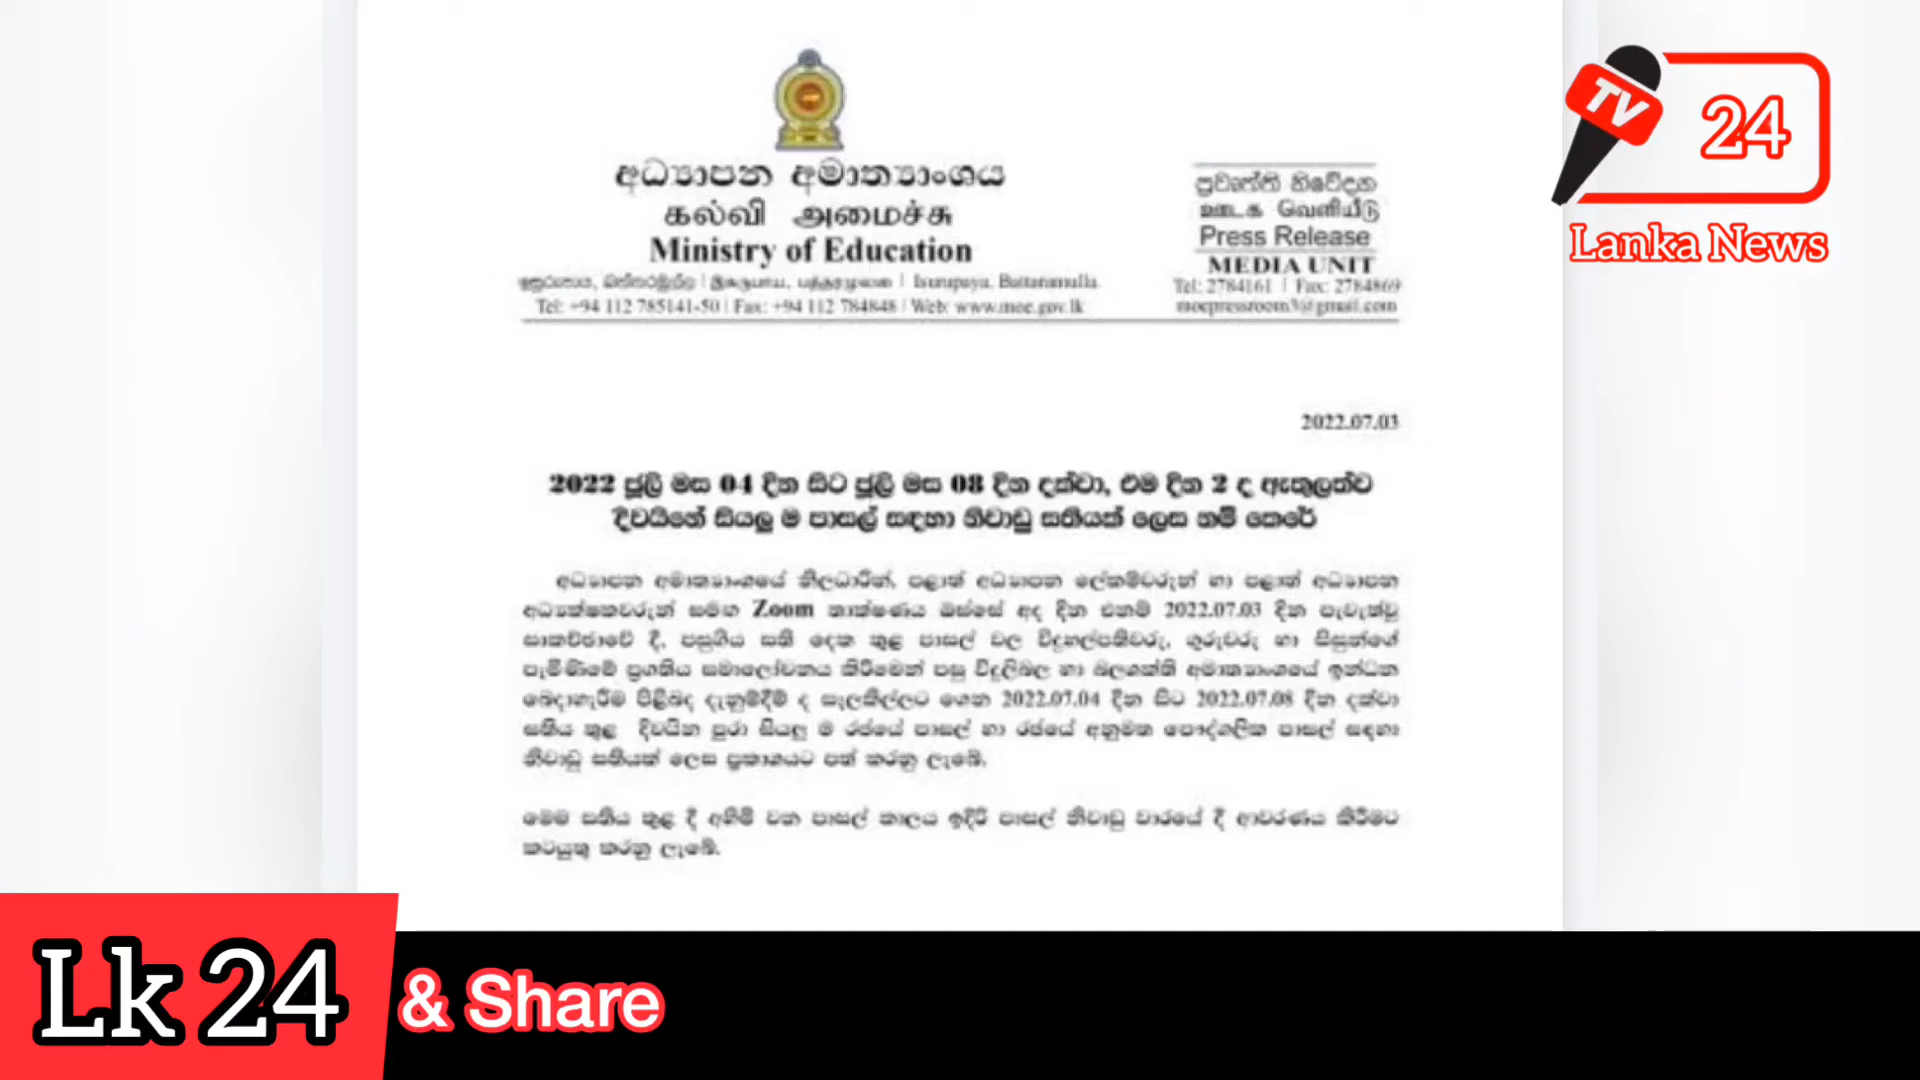 අධ්‍යාපන අමාත්‍යාංශය
கல்வி அமைச்சு
Ministry of Education
ඉසුරුපාය, බත්තරමුල්ල | இசுருபாய, பத்தரமுல்லை | Isurupaya, Battaramulla
Tel: +94 112 785141-50 | Fax: +94 112 784848 | Web: www.moe.gov.lk
ප්‍රවෘත්ති නිවේදන
ஊடக வெளியீடு
Press Release
MEDIA UNIT
Tel: 2784161 | Fax: 2784869
moepressroom3@gmail.com
TV 24
Lanka News
2022.07.03
2022 ජූලි මස 04 දින සිට ජූලි මස 08 දින දක්වා, එම දින 2 ද ඇතුලත්ව
දිවයිනේ සියලු ම පාසල් සඳහා නිවාඩු සතියක් ලෙස නම් කෙරේ
අධ්‍යාපන අමාත්‍යාංශයේ නිලධාරීන්, පළාත් අධ්‍යාපන ලේකම්වරුන් හා පළාත් අධ්‍යාපන
අධ්‍යක්ෂකවරුන් සමඟ Zoom තාක්ෂණය ඔස්සේ අද දින එනම් 2022.07.03 දින පැවැත්වූ
සාකච්ඡාවේ දී, පසුගිය සති දෙක තුළ පාසල් වල විදුහල්පතිවරු, ගුරුවරු හා සිසුන්ගේ
පැමිණීමේ ප්‍රගතිය සමාලෝචනය කිරීමෙන් පසු විදුලිබල හා බලශක්ති අමාත්‍යාංශයේ ඉන්ධන
බෙදාහැරීම පිළිබඳ දැනුම්දීම් ද සැලකිල්ලට ගෙන 2022.07.04 දින සිට 2022.07.08 දින දක්වා
සතිය තුළ දිවයින පුරා සියලු ම රජයේ පාසල් හා රජයේ අනුමත පෞද්ගලික පාසල් සඳහා
නිවාඩු සතියක් ලෙස ප්‍රකාශයට පත් කරනු ලැබේ.
මෙම සතිය තුළ දී අහිමි වන පාසල් කාලය ඉදිරි පාසල් නිවාඩු වාරයේ දී ආවරණය කිරීමට
කටයුතු කරනු ලැබේ.
Lk 24
& Share